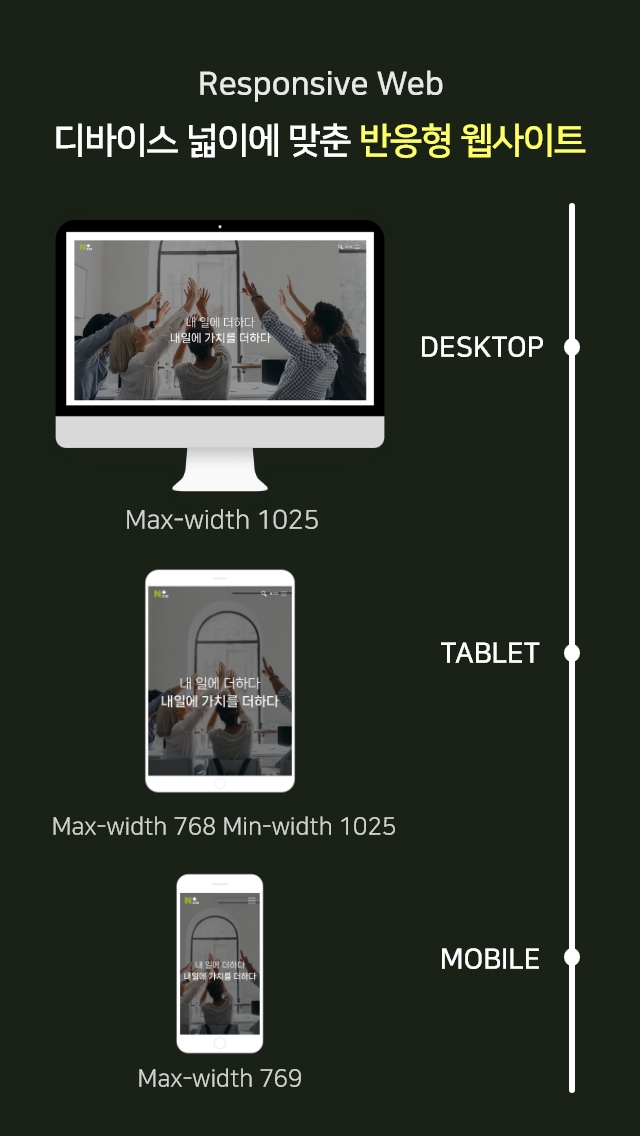 Responsive Web
디바이스 넓이에 맞춘 반응형 웹사이트
내 일에 더하다
내일에 가치를 더하다
DESKTOP
Max-width 1025
내 일에 더하다
내일에 가치를 더하다
TABLET
Max-width 768 Min-width 1025
내 일에 더하다
내일에 가치를 더하다
MOBILE
Max-width 769